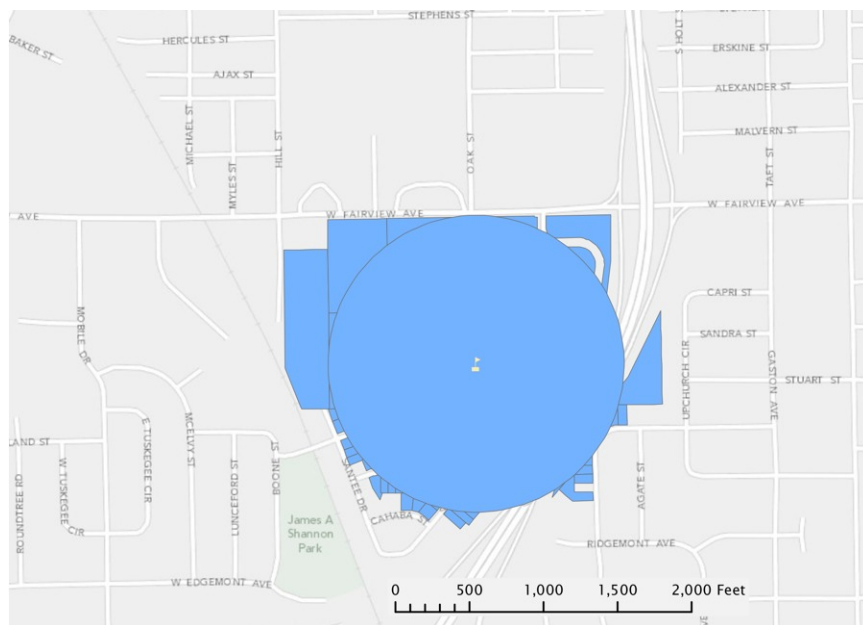 STEPHENS ST
HERCULES ST
BAKER ST
ERSKINE ST
S HOLT ST
AJAX ST
ALEXANDER ST
MICHAEL ST
HILL ST
OAK ST
MALVERN ST
MYLES ST
TAFT ST
W FAIRVIEW AVE
W FAIRVIEW AVE
AVE
CAPRI ST
MOBILE DR
SANDRA ST
UPCHURCH CIR
GASTON AVE
STUART ST
E TUSKEGEE CIR
MCELVY ST
LAND ST
W TUSKEGEE CIR
ROUNDTREE RD
LUNCEFORD ST
BOONE ST
SANTEE DR
AGATE ST
CAHABA ST
James A
Shannon
Park
RIDGEMONT AVE
W EDGEMONT AVE
0 500 1,000 1,500 2,000 Feet